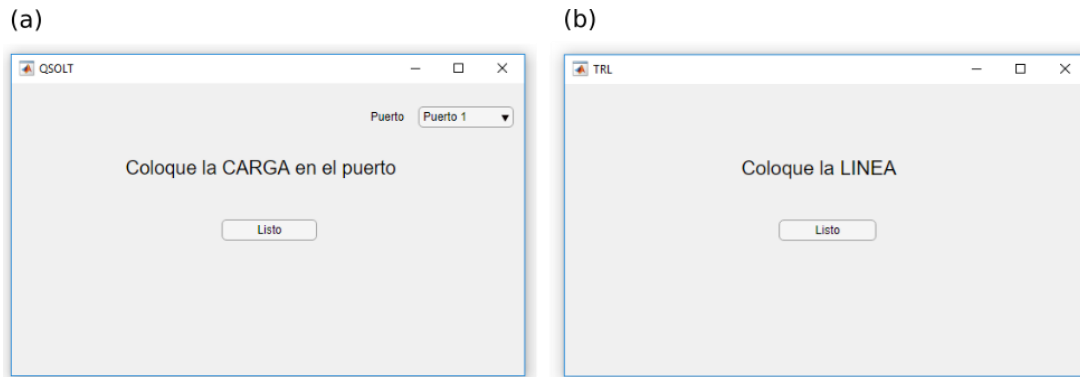 (a)
QSOLT
Puerto Puerto 1
Coloque la CARGA en el puerto
Listo
(b)
TRL
Coloque la LINEA
Listo